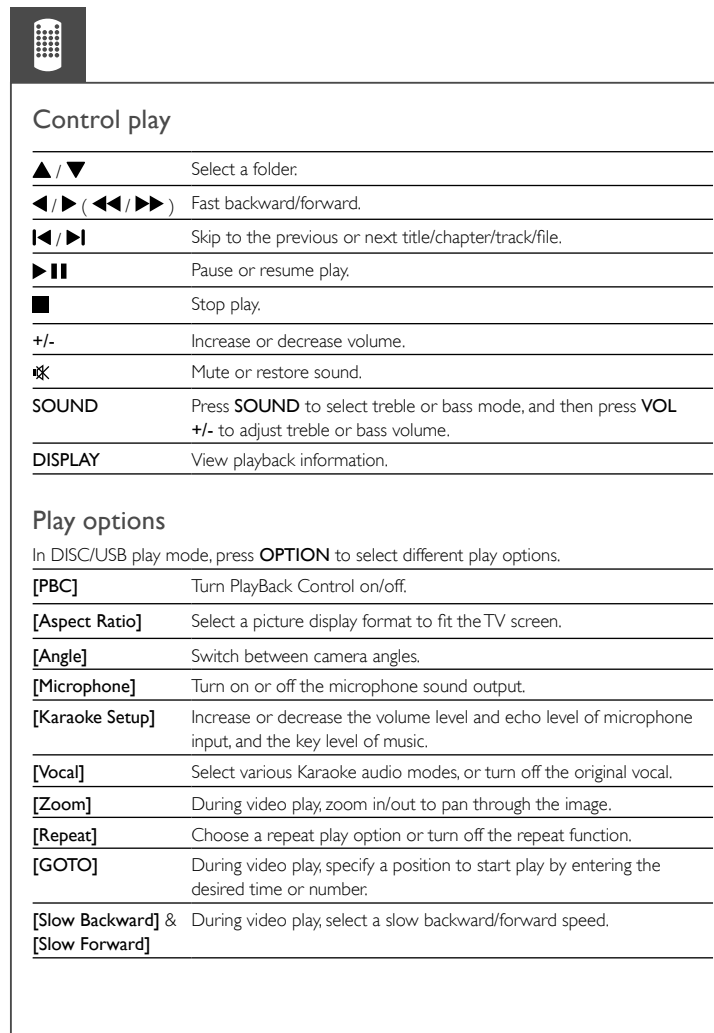 Control play
▲ / ▼ Select a folder.
◀ / ▶ ( ◀◀ / ▶▶ ) Fast backward/forward.
|◀ / ▶| Skip to the previous or next title/chapter/track/file.
▶❚❚ Pause or resume play.
■ Stop play.
+/- Increase or decrease volume.
Mute or restore sound.
SOUND Press SOUND to select treble or bass mode, and then press VOL
+/- to adjust treble or bass volume.
DISPLAY View playback information.
Play options
In DISC/USB play mode, press OPTION to select different play options.
[PBC] Turn PlayBack Control on/off.
[Aspect Ratio] Select a picture display format to fit the TV screen.
[Angle] Switch between camera angles.
[Microphone] Turn on or off the microphone sound output.
[Karaoke Setup] Increase or decrease the volume level and echo level of microphone
input, and the key level of music.
[Vocal] Select various Karaoke audio modes, or turn off the original vocal.
[Zoom] During video play, zoom in/out to pan through the image.
[Repeat] Choose a repeat play option or turn off the repeat function.
[GOTO] During video play, specify a position to start play by entering the
desired time or number.
[Slow Backward] & During video play, select a slow backward/forward speed.
[Slow Forward]